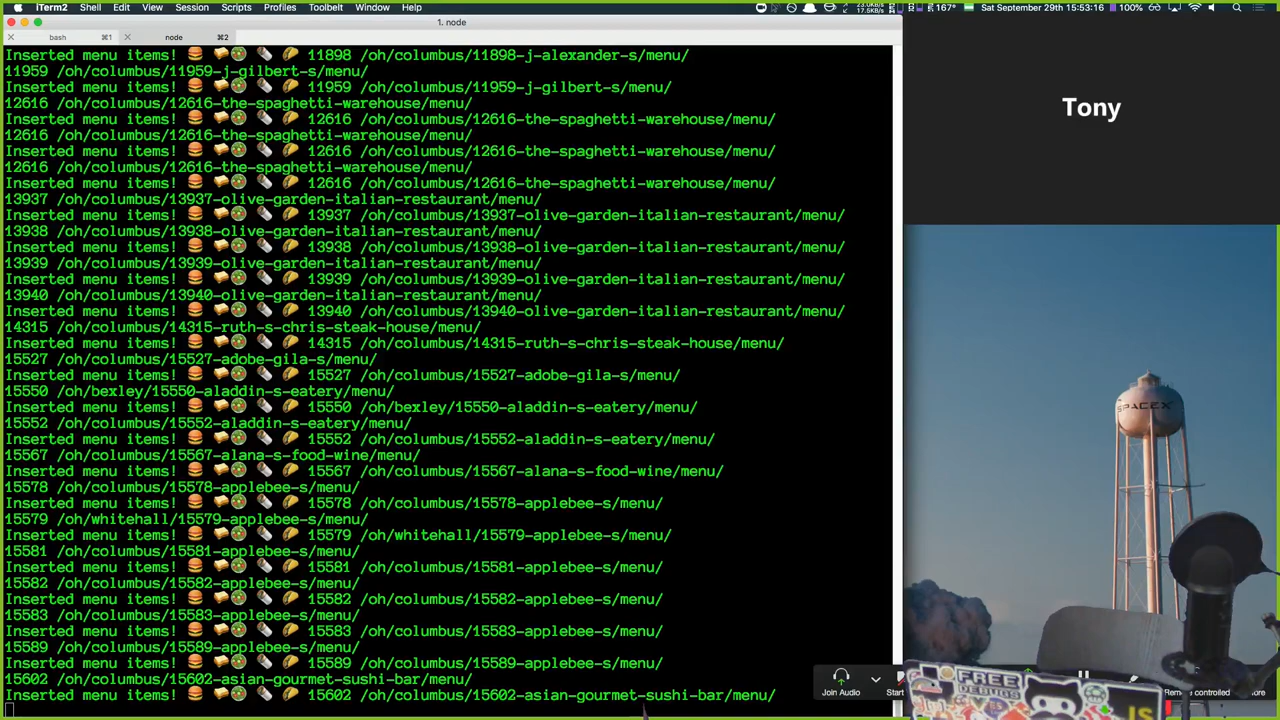 iTerm2 Shell Edit View Session Scripts Profiles Toolbelt Window Help
23.0KB/s
17.5KB/s
167° Sat September 29th 15:53:16 100%
1. node
bash ⌘1 node ⌘2
Inserted menu items! 🍔 🥪🥗 🌯 🌮 11898 /oh/columbus/11898-j-alexander-s/menu/
11959 /oh/columbus/11959-j-gilbert-s/menu/
Inserted menu items! 🍔 🥪🥗 🌯 🌮 11959 /oh/columbus/11959-j-gilbert-s/menu/
12616 /oh/columbus/12616-the-spaghetti-warehouse/menu/
Inserted menu items! 🍔 🥪🥗 🌯 🌮 12616 /oh/columbus/12616-the-spaghetti-warehouse/menu/
12616 /oh/columbus/12616-the-spaghetti-warehouse/menu/
Inserted menu items! 🍔 🥪🥗 🌯 🌮 12616 /oh/columbus/12616-the-spaghetti-warehouse/menu/
12616 /oh/columbus/12616-the-spaghetti-warehouse/menu/
Inserted menu items! 🍔 🥪🥗 🌯 🌮 12616 /oh/columbus/12616-the-spaghetti-warehouse/menu/
13937 /oh/columbus/13937-olive-garden-italian-restaurant/menu/
Inserted menu items! 🍔 🥪🥗 🌯 🌮 13937 /oh/columbus/13937-olive-garden-italian-restaurant/menu/
13938 /oh/columbus/13938-olive-garden-italian-restaurant/menu/
Inserted menu items! 🍔 🥪🥗 🌯 🌮 13938 /oh/columbus/13938-olive-garden-italian-restaurant/menu/
13939 /oh/columbus/13939-olive-garden-italian-restaurant/menu/
Inserted menu items! 🍔 🥪🥗 🌯 🌮 13939 /oh/columbus/13939-olive-garden-italian-restaurant/menu/
13940 /oh/columbus/13940-olive-garden-italian-restaurant/menu/
Inserted menu items! 🍔 🥪🥗 🌯 🌮 13940 /oh/columbus/13940-olive-garden-italian-restaurant/menu/
14315 /oh/columbus/14315-ruth-s-chris-steak-house/menu/
Inserted menu items! 🍔 🥪🥗 🌯 🌮 14315 /oh/columbus/14315-ruth-s-chris-steak-house/menu/
15527 /oh/columbus/15527-adobe-gila-s/menu/
Inserted menu items! 🍔 🥪🥗 🌯 🌮 15527 /oh/columbus/15527-adobe-gila-s/menu/
15550 /oh/bexley/15550-aladdin-s-eatery/menu/
Inserted menu items! 🍔 🥪🥗 🌯 🌮 15550 /oh/bexley/15550-aladdin-s-eatery/menu/
15552 /oh/columbus/15552-aladdin-s-eatery/menu/
Inserted menu items! 🍔 🥪🥗 🌯 🌮 15552 /oh/columbus/15552-aladdin-s-eatery/menu/
15567 /oh/columbus/15567-alana-s-food-wine/menu/
Inserted menu items! 🍔 🥪🥗 🌯 🌮 15567 /oh/columbus/15567-alana-s-food-wine/menu/
15578 /oh/columbus/15578-applebee-s/menu/
Inserted menu items! 🍔 🥪🥗 🌯 🌮 15578 /oh/columbus/15578-applebee-s/menu/
15579 /oh/whitehall/15579-applebee-s/menu/
Inserted menu items! 🍔 🥪🥗 🌯 🌮 15579 /oh/whitehall/15579-applebee-s/menu/
15581 /oh/columbus/15581-applebee-s/menu/
Inserted menu items! 🍔 🥪🥗 🌯 🌮 15581 /oh/columbus/15581-applebee-s/menu/
15582 /oh/columbus/15582-applebee-s/menu/
Inserted menu items! 🍔 🥪🥗 🌯 🌮 15582 /oh/columbus/15582-applebee-s/menu/
15583 /oh/columbus/15583-applebee-s/menu/
Inserted menu items! 🍔 🥪🥗 🌯 🌮 15583 /oh/columbus/15583-applebee-s/menu/
15589 /oh/columbus/15589-applebee-s/menu/
Inserted menu items! 🍔 🥪🥗 🌯 🌮 15589 /oh/columbus/15589-applebee-s/menu/
15602 /oh/columbus/15602-asian-gourmet-sushi-bar/menu/
Inserted menu items! 🍔 🥪🥗 🌯 🌮 15602 /oh/columbus/15602-asian-gourmet-sushi-bar/menu/
Tony
SPACEX
Join Audio
Start
FREE
DEBUGS
JS